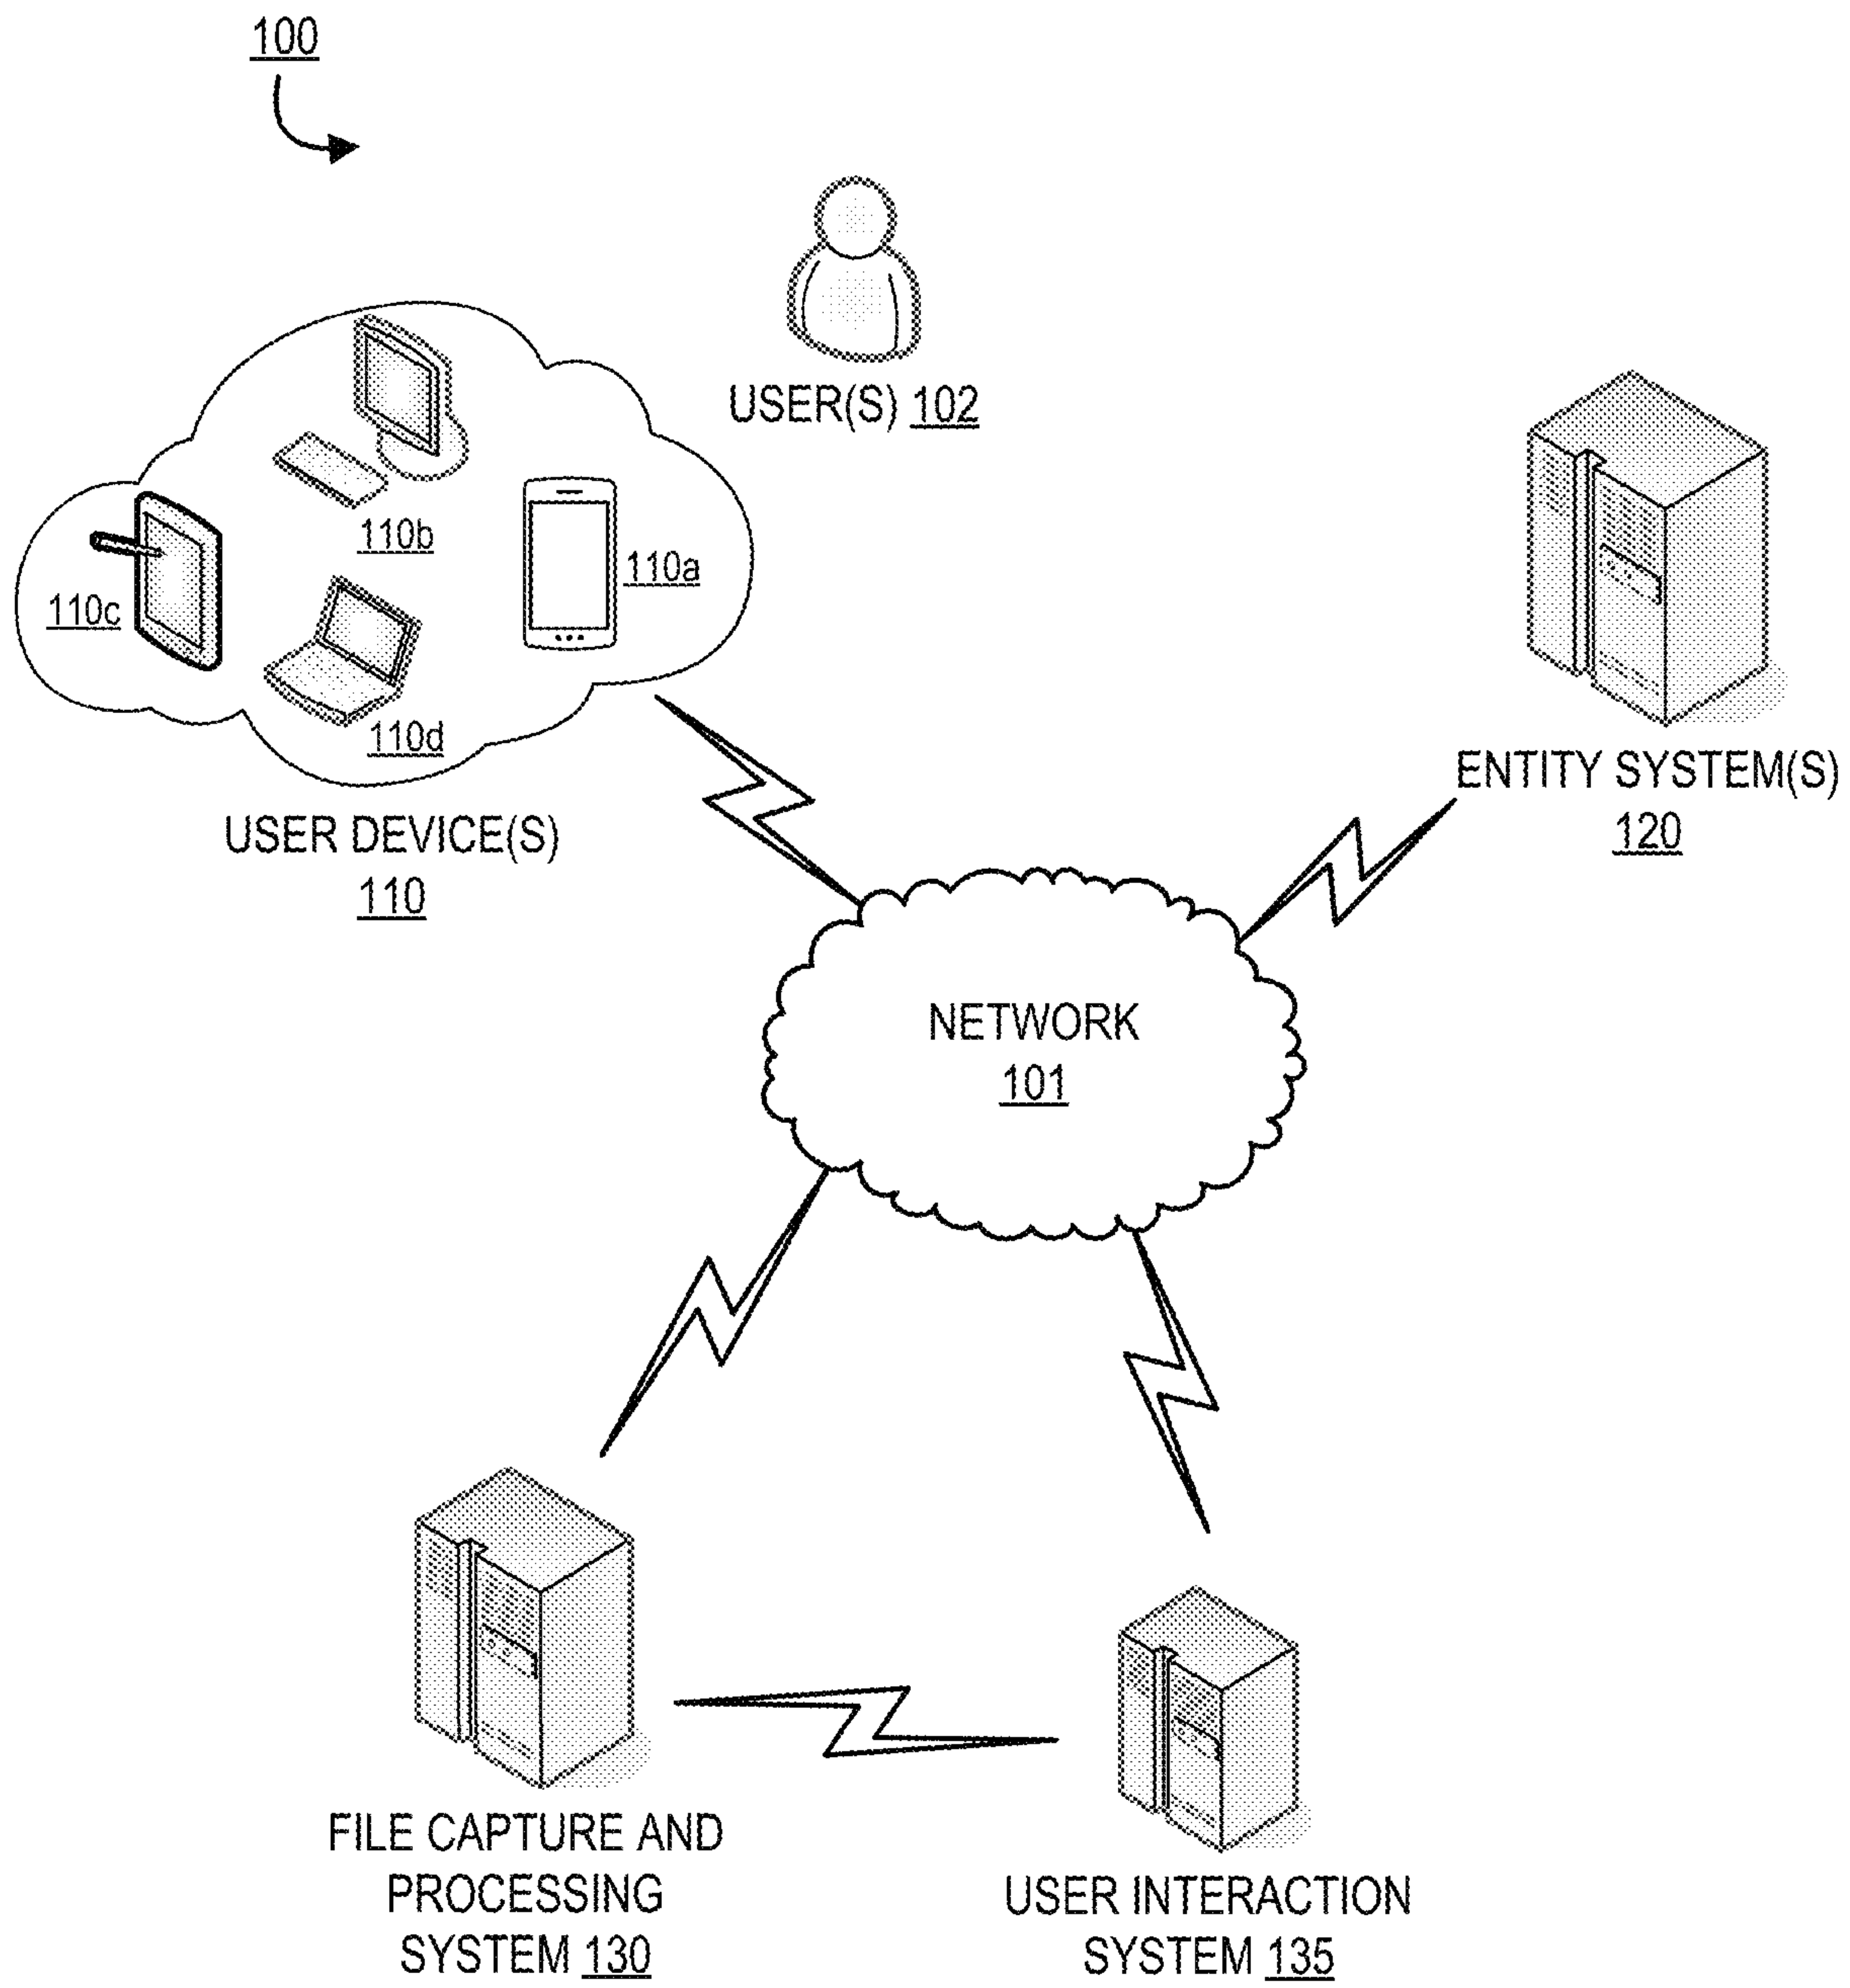 100
USER(S) 102
110b
110a
110c
110d
USER DEVICE(S)
110
ENTITY SYSTEM(S)
120
NETWORK
101
FILE CAPTURE AND
PROCESSING
SYSTEM 130
USER INTERACTION
SYSTEM 135